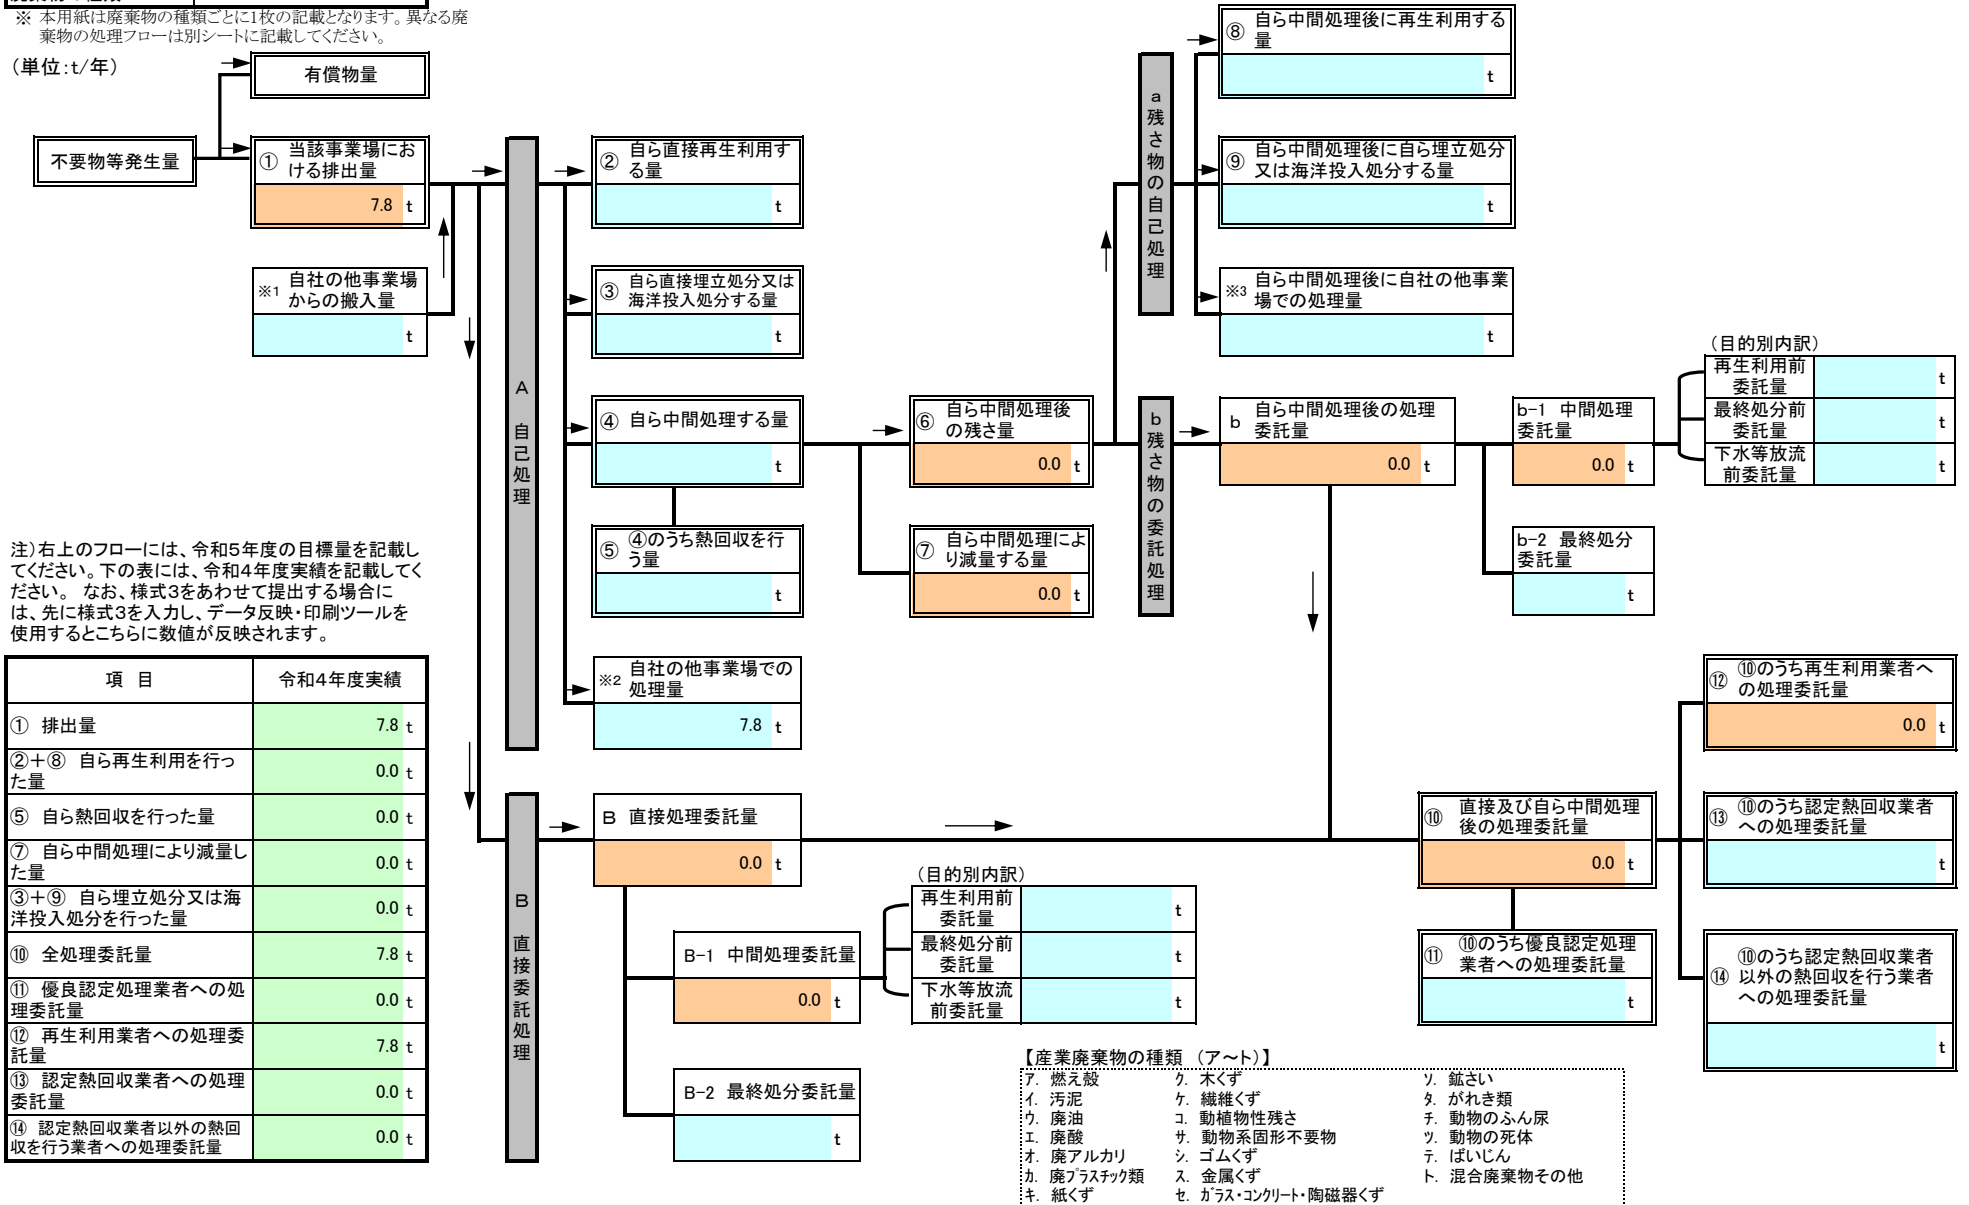 ※ 本用紙は廃棄物の種類ごとに1枚の記載となります。異なる廃
棄物の処理フローは別シートに記載してください。
（単位：t/年）
有償物量
不要物等発生量
① 当該事業場にお
ける排出量
7.8 t
※1 自社の他事業場
からの搬入量
t
A 自己処理
② 自ら直接再生利用す
る量
t
③ 自ら直接埋立処分又は
海洋投入処分する量
t
④ 自ら中間処理する量
t
⑤ ④のうち熱回収を行
う量
t
※2 自社の他事業場での
処理量
7.8 t
⑥ 自ら中間処理後
の残さ量
0.0 t
⑦ 自ら中間処理によ
り減量する量
0.0 t
a 残さ物の自己処理
⑧ 自ら中間処理後に再生利用する
量
t
⑨ 自ら中間処理後に自ら埋立処分
又は海洋投入処分する量
t
※3 自ら中間処理後に自社の他事業
場での処理量
t
b 残さ物の委託処理
b 自ら中間処理後の処理
委託量
0.0 t
b-1 中間処理
委託量
0.0 t
（目的別内訳）
再生利用前
委託量
t
最終処分前
委託量
t
下水等放流
前委託量
t
b-2 最終処分
委託量
t
注）右上のフローには、令和5年度の目標量を記載し
てください。下の表には、令和4年度実績を記載してく
ださい。 なお、様式3をあわせて提出する場合に
は、先に様式3を入力し、データ反映・印刷ツールを
使用するとこちらに数値が反映されます。
項 目 令和4年度実績
① 排出量 7.8 t
②＋⑧ 自ら再生利用を行っ
た量 0.0 t
⑤ 自ら熱回収を行った量 0.0 t
⑦ 自ら中間処理により減量し
た量 0.0 t
③＋⑨ 自ら埋立処分又は海
洋投入処分を行った量 0.0 t
⑩ 全処理委託量 7.8 t
⑪ 優良認定処理業者への処
理委託量 0.0 t
⑫ 再生利用業者への処理委
託量 7.8 t
⑬ 認定熱回収業者への処理
委託量 0.0 t
⑭ 認定熱回収業者以外の熱回
収を行う業者への処理委託量 0.0 t
B 直接委託処理
B 直接処理委託量
0.0 t
B-1 中間処理委託量
0.0 t
（目的別内訳）
再生利用前
委託量
t
最終処分前
委託量
t
下水等放流
前委託量
t
B-2 最終処分委託量
t
⑩ 直接及び自ら中間処理
後の処理委託量
0.0 t
⑪ ⑩のうち優良認定処理
業者への処理委託量
t
⑫ ⑩のうち再生利用業者へ
の処理委託量
0.0 t
⑬ ⑩のうち認定熱回収業者
への処理委託量
t
⑭ ⑩のうち認定熱回収業者
以外の熱回収を行う業者
への処理委託量
t
【産業廃棄物の種類 （ア～ト）】
ア. 燃え殻 ク. 木くず ソ. 鉱さい
イ. 汚泥 ケ. 繊維くず タ. がれき類
ウ. 廃油 コ. 動植物性残さ チ. 動物のふん尿
エ. 廃酸 サ. 動物系固形不要物 ツ. 動物の死体
オ. 廃アルカリ シ. ゴムくず テ. ばいじん
カ. 廃プラスチック類 ス. 金属くず ト. 混合廃棄物その他
キ. 紙くず セ. ガラス・コンクリート・陶磁器くず